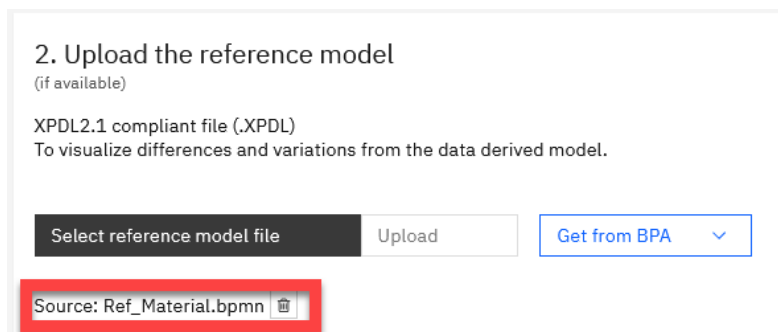 2. Upload the reference model
(if available)
XPDL2.1 compliant file (.XPDL)
To visualize differences and variations from the data derived model.
Select reference model file Upload Get from BPA
Source: Ref_Material.bpmn